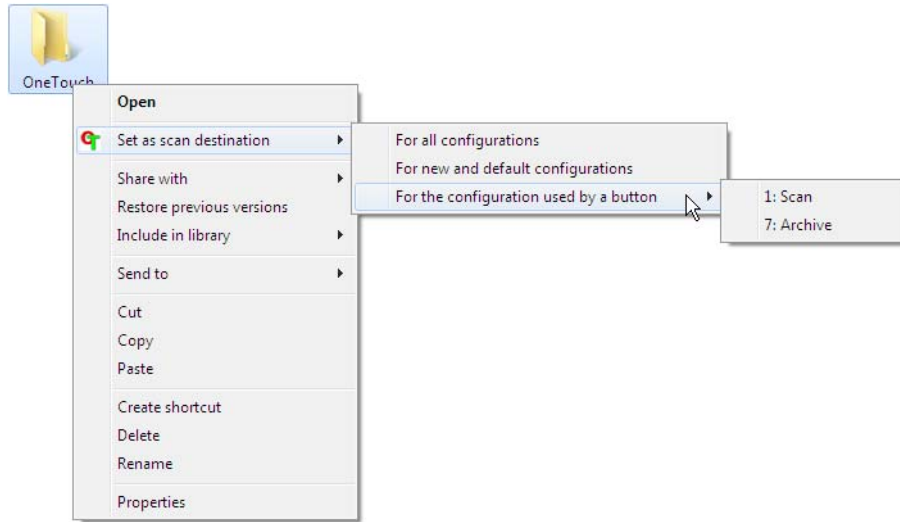 OneTouch
Open
Set as scan destination
Share with
Restore previous versions
Include in library
Send to
Cut
Copy
Paste
Create shortcut
Delete
Rename
Properties
For all configurations
For new and default configurations
For the configuration used by a button
1: Scan
7: Archive